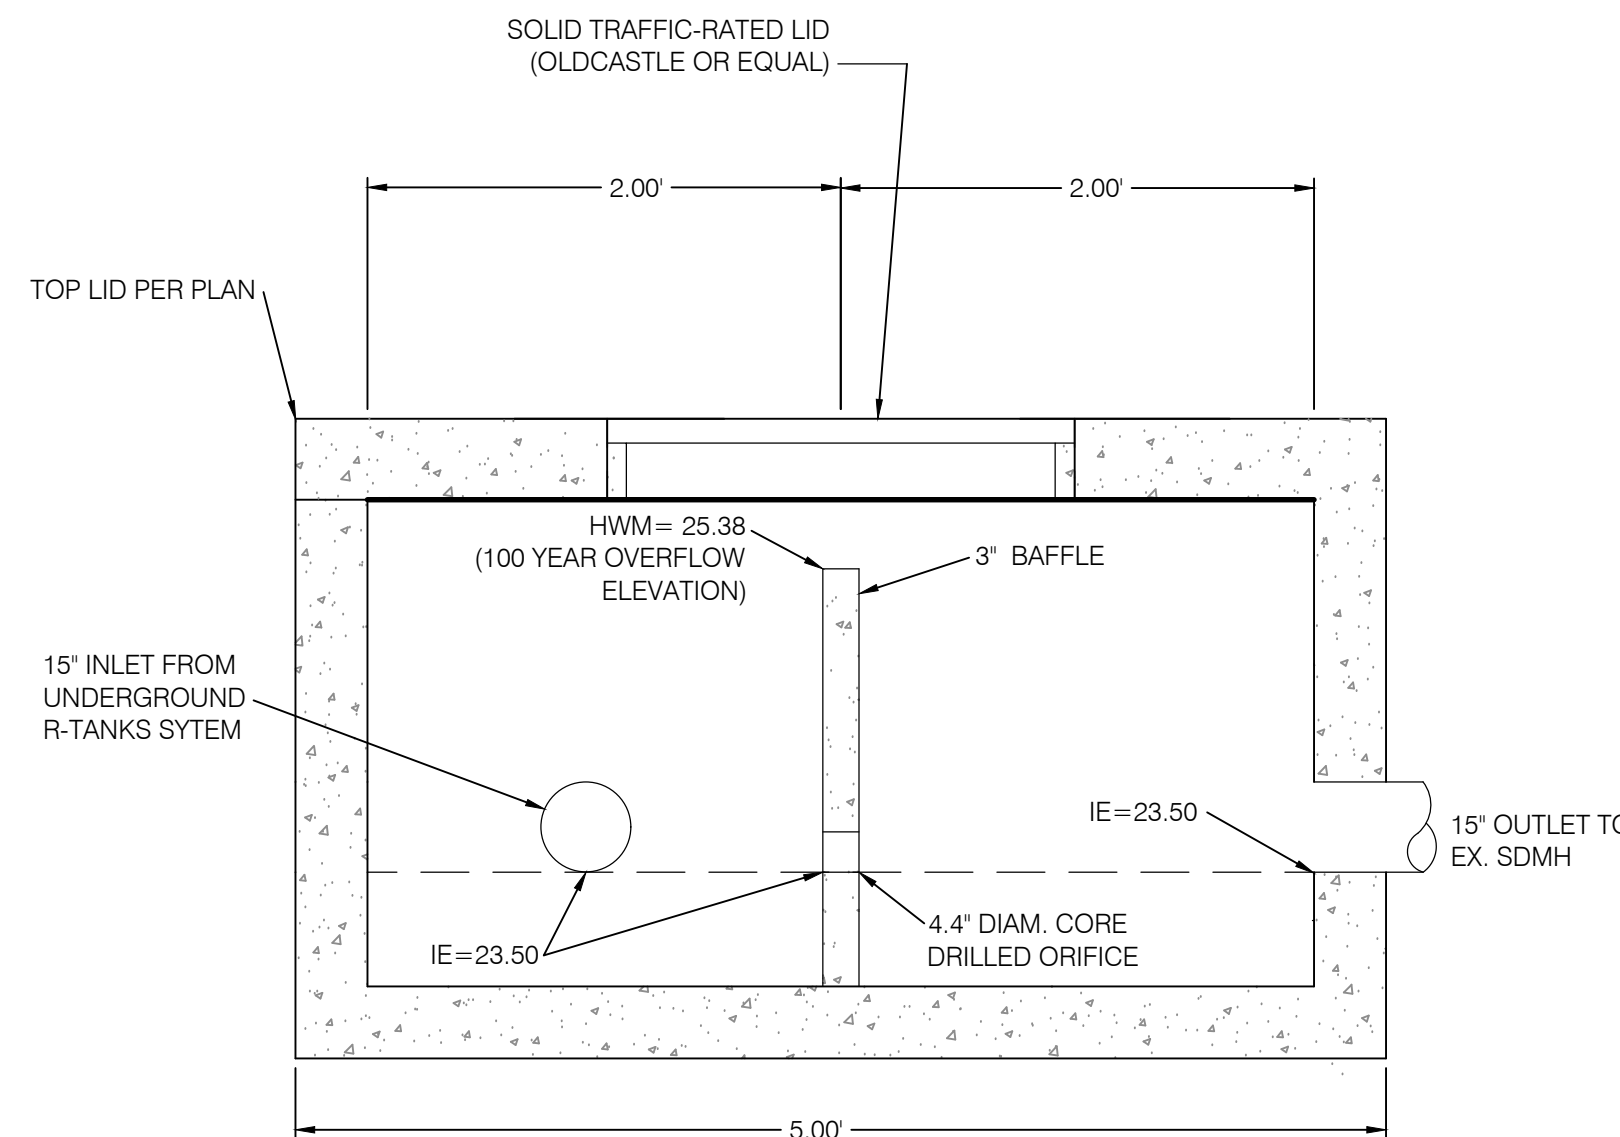 SOLID TRAFFIC-RATED LID
(OLDCASTLE OR EQUAL)
2.00'
2.00'
TOP LID PER PLAN
HWM= 25.38
(100 YEAR OVERFLOW
ELEVATION)
3" BAFFLE
15" INLET FROM
UNDERGROUND
R-TANKS SYTEM
IE=23.50
15" OUTLET TO
EX. SDMH
4.4" DIAM. CORE
DRILLED ORIFICE
IE=23.50
5.00'